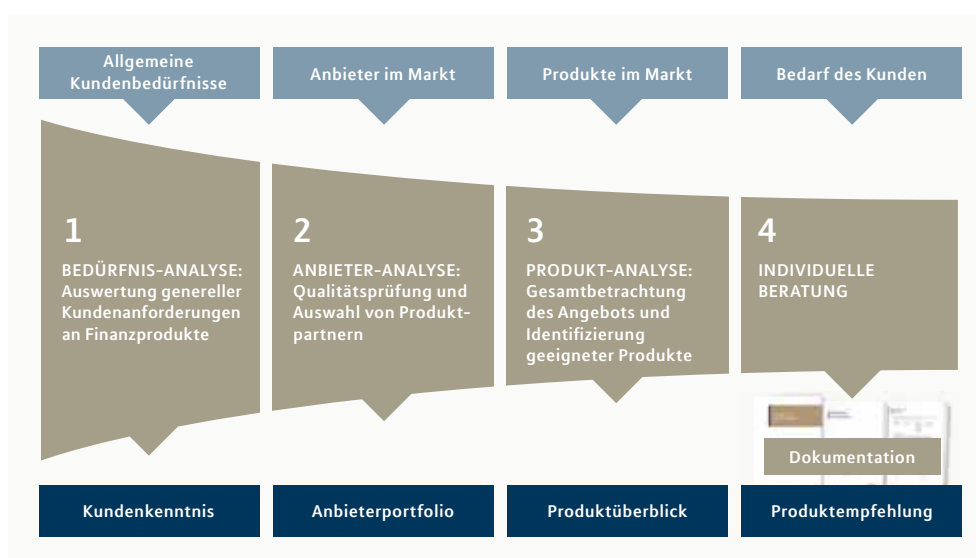 Allgemeine
Kundenbedürfnisse
Anbieter im Markt
Produkte im Markt
Bedarf des Kunden
1
BEDÜRFNIS-ANALYSE:
Auswertung genereller
Kundenanforderungen
an Finanzprodukte
2
ANBIETER-ANALYSE:
Qualitätsprüfung und
Auswahl von Produkt-
partnern
3
PRODUKT-ANALYSE:
Gesamtbetrachtung
des Angebots und
Identifizierung
geeigneter Produkte
4
INDIVIDUELLE
BERATUNG
Dokumentation
Kundenkenntnis
Anbieterportfolio
Produktüberblick
Produktempfehlung